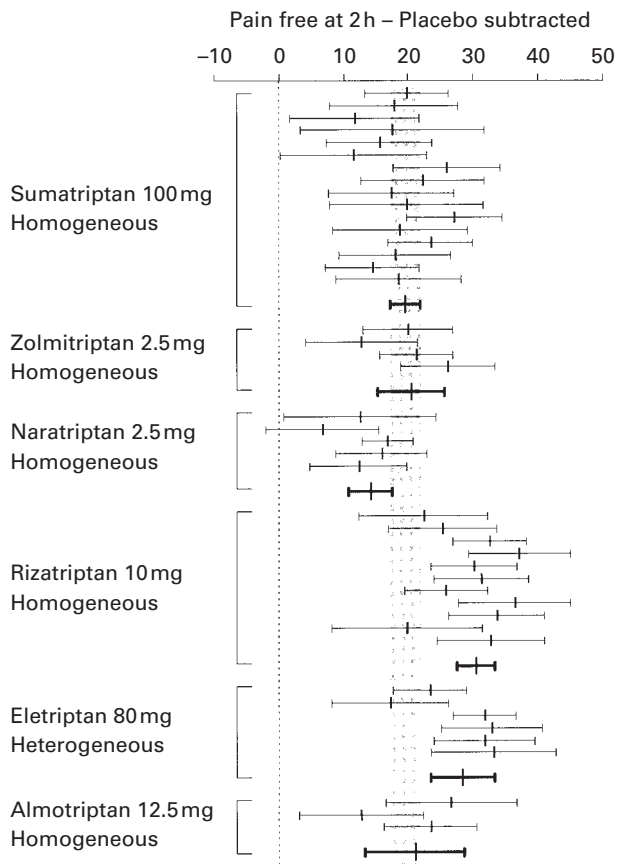 Pain free at 2 h – Placebo subtracted
–10 0 10 20 30 40 50
Sumatriptan 100 mg
Homogeneous
Zolmitriptan 2.5 mg
Homogeneous
Naratriptan 2.5 mg
Homogeneous
Rizatriptan 10 mg
Homogeneous
Eletriptan 80 mg
Heterogeneous
Almotriptan 12.5 mg
Homogeneous